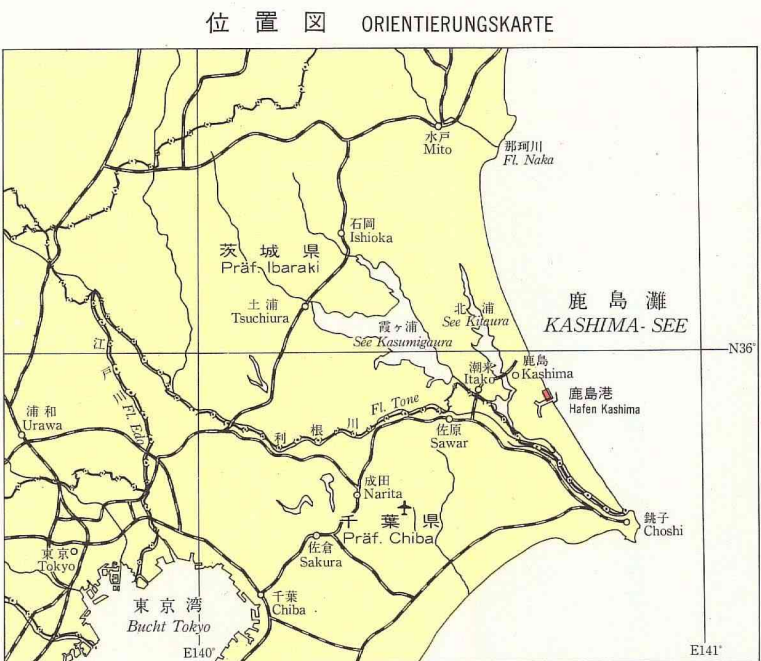 位置図 ORIENTIERUNGSKARTE
水戸
Mito
那珂川
Fl. Naka
石岡
Ishioka
茨城県
Präf. Ibaraki
土浦
Tsuchiura
北浦
See Kitaura
鹿島灘
KASHIMA-SEE
霞ヶ浦
See Kasumigaura
N36°
江戸川 Fl. Edo
潮来
Itako
鹿島
Kashima
鹿島港
Hafen Kashima
浦和
Urawa
利根川 Fl. Tone
佐原
Sawar
成田
Narita
千葉県
Präf. Chiba
銚子
Choshi
東京
Tokyo
佐倉
Sakura
千葉
Chiba
東京湾
Bucht Tokyo
E140°
E141°